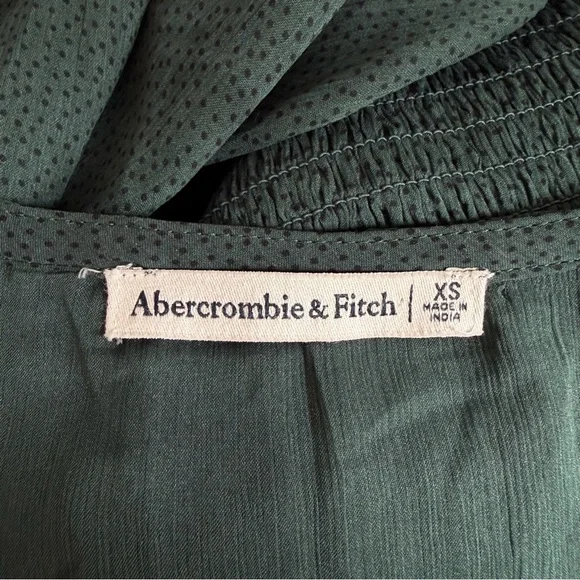 Abercrombie & Fitch | XS
MADE IN
INDIA